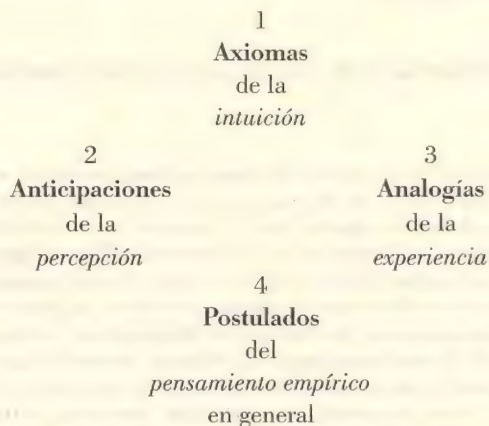 1
Axiomas
de la
intuición
2
Anticipaciones
de la
percepción
3
Analogías
de la
experiencia
4
Postulados
del
pensamiento empírico
en general